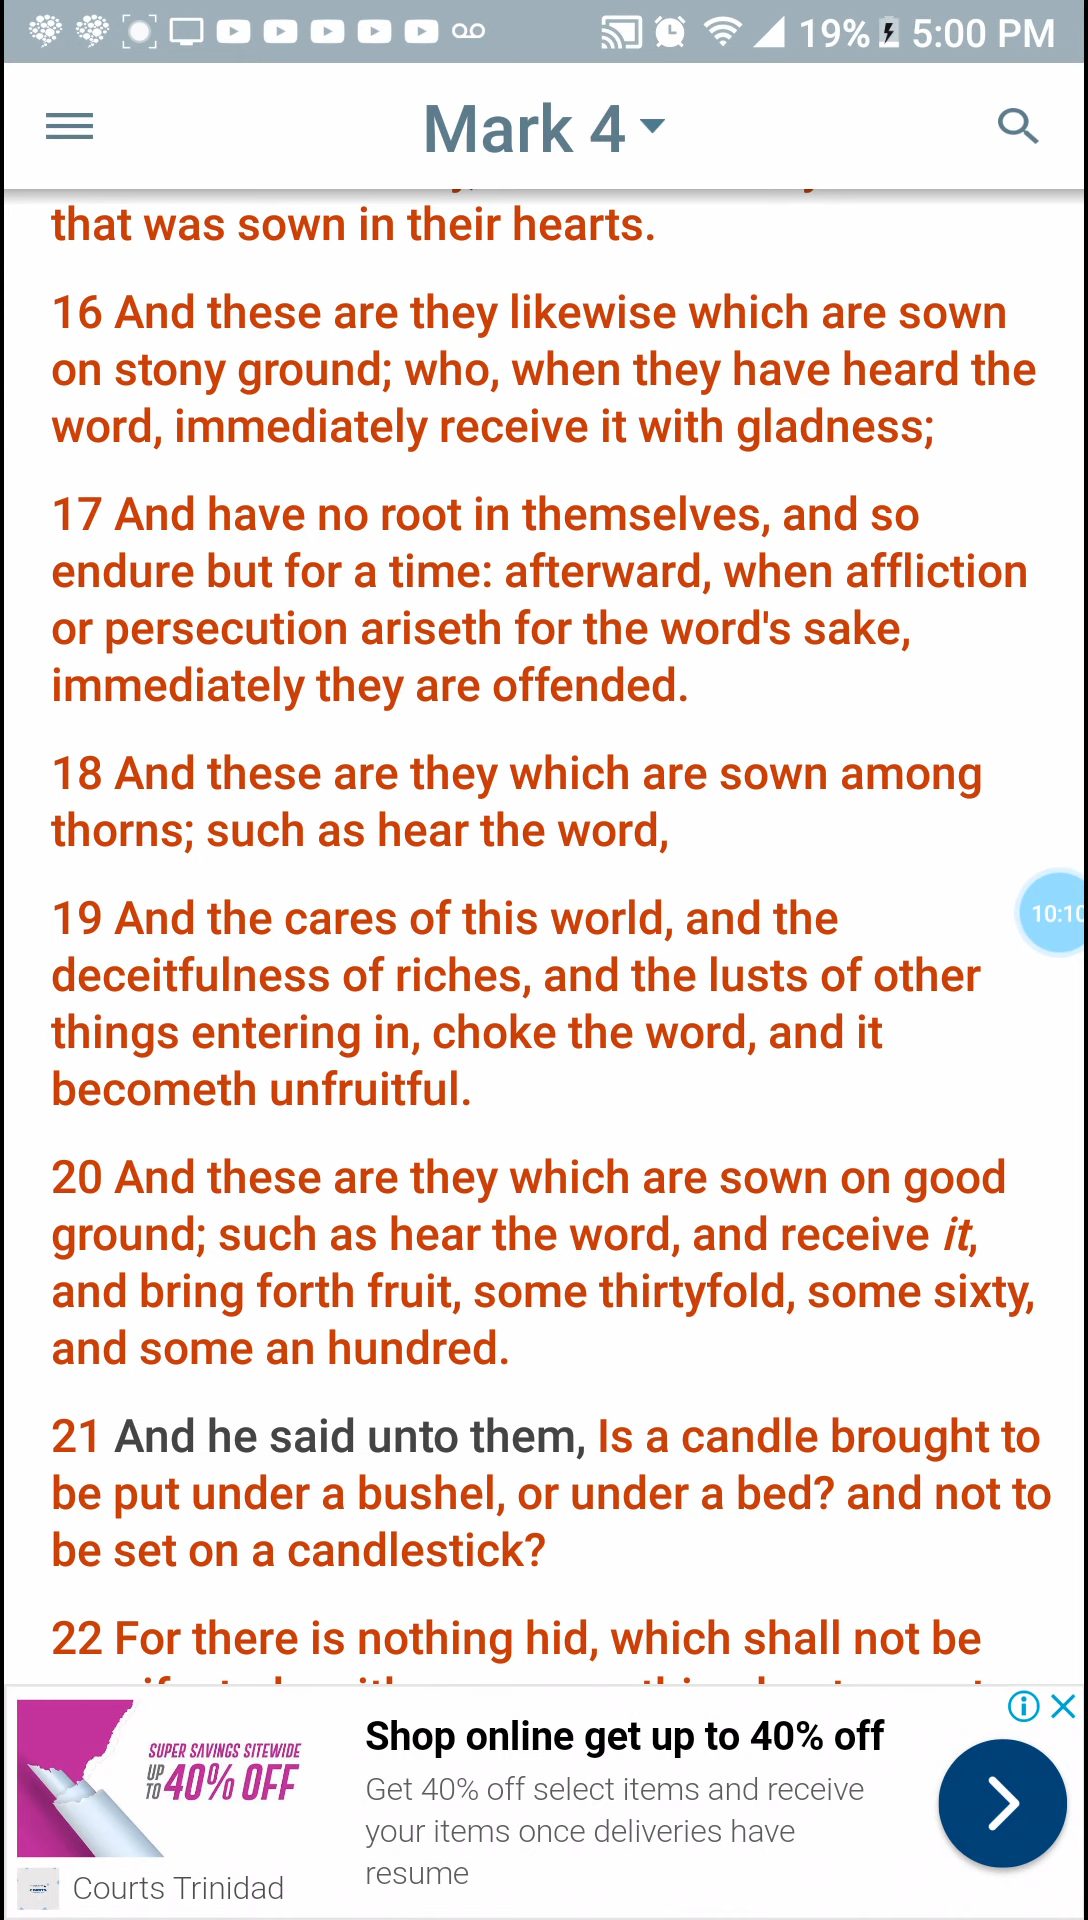 19% 5:00 PM
Mark 4
that was sown in their hearts.
16 And these are they likewise which are sown
on stony ground; who, when they have heard the
word, immediately receive it with gladness;
17 And have no root in themselves, and so
endure but for a time: afterward, when affliction
or persecution ariseth for the word's sake,
immediately they are offended.
18 And these are they which are sown among
thorns; such as hear the word,
19 And the cares of this world, and the
deceitfulness of riches, and the lusts of other
things entering in, choke the word, and it
becometh unfruitful.
10:10
20 And these are they which are sown on good
ground; such as hear the word, and receive it,
and bring forth fruit, some thirtyfold, some sixty,
and some an hundred.
21 And he said unto them, Is a candle brought to
be put under a bushel, or under a bed? and not to
be set on a candlestick?
22 For there is nothing hid, which shall not be
SUPER SAVINGS SITEWIDE
UP TO 40% OFF
Courts Trinidad
Shop online get up to 40% off
Get 40% off select items and receive
your items once deliveries have
resume